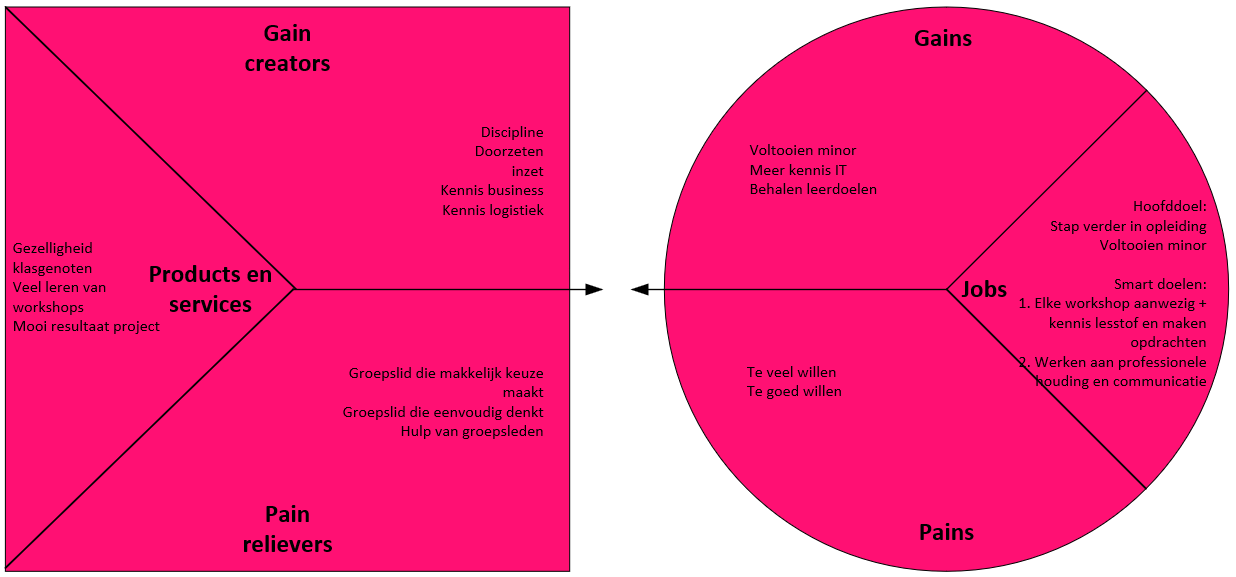 Gain
creators
Discipline
Doorzeten
inzet
Kennis business
Kennis logistiek
Gezelligheid
klasgenoten
Veel leren van
workshops
Mooi resultaat project
Products en
services
Groepslid die makkelijk keuze
maakt
Groepslid die eenvoudig denkt
Hulp van groepsleden
Pain
relievers
Gains
Voltooien minor
Meer kennis IT
Behalen leerdoelen
Hoofddoel:
Stap verder in opleiding
Voltooien minor
Jobs
Smart doelen:
1. Elke workshop aanwezig +
kennis lesstof en maken
opdrachten
2. Werken aan professionele
houding en communicatie
Te veel willen
Te goed willen
Pains